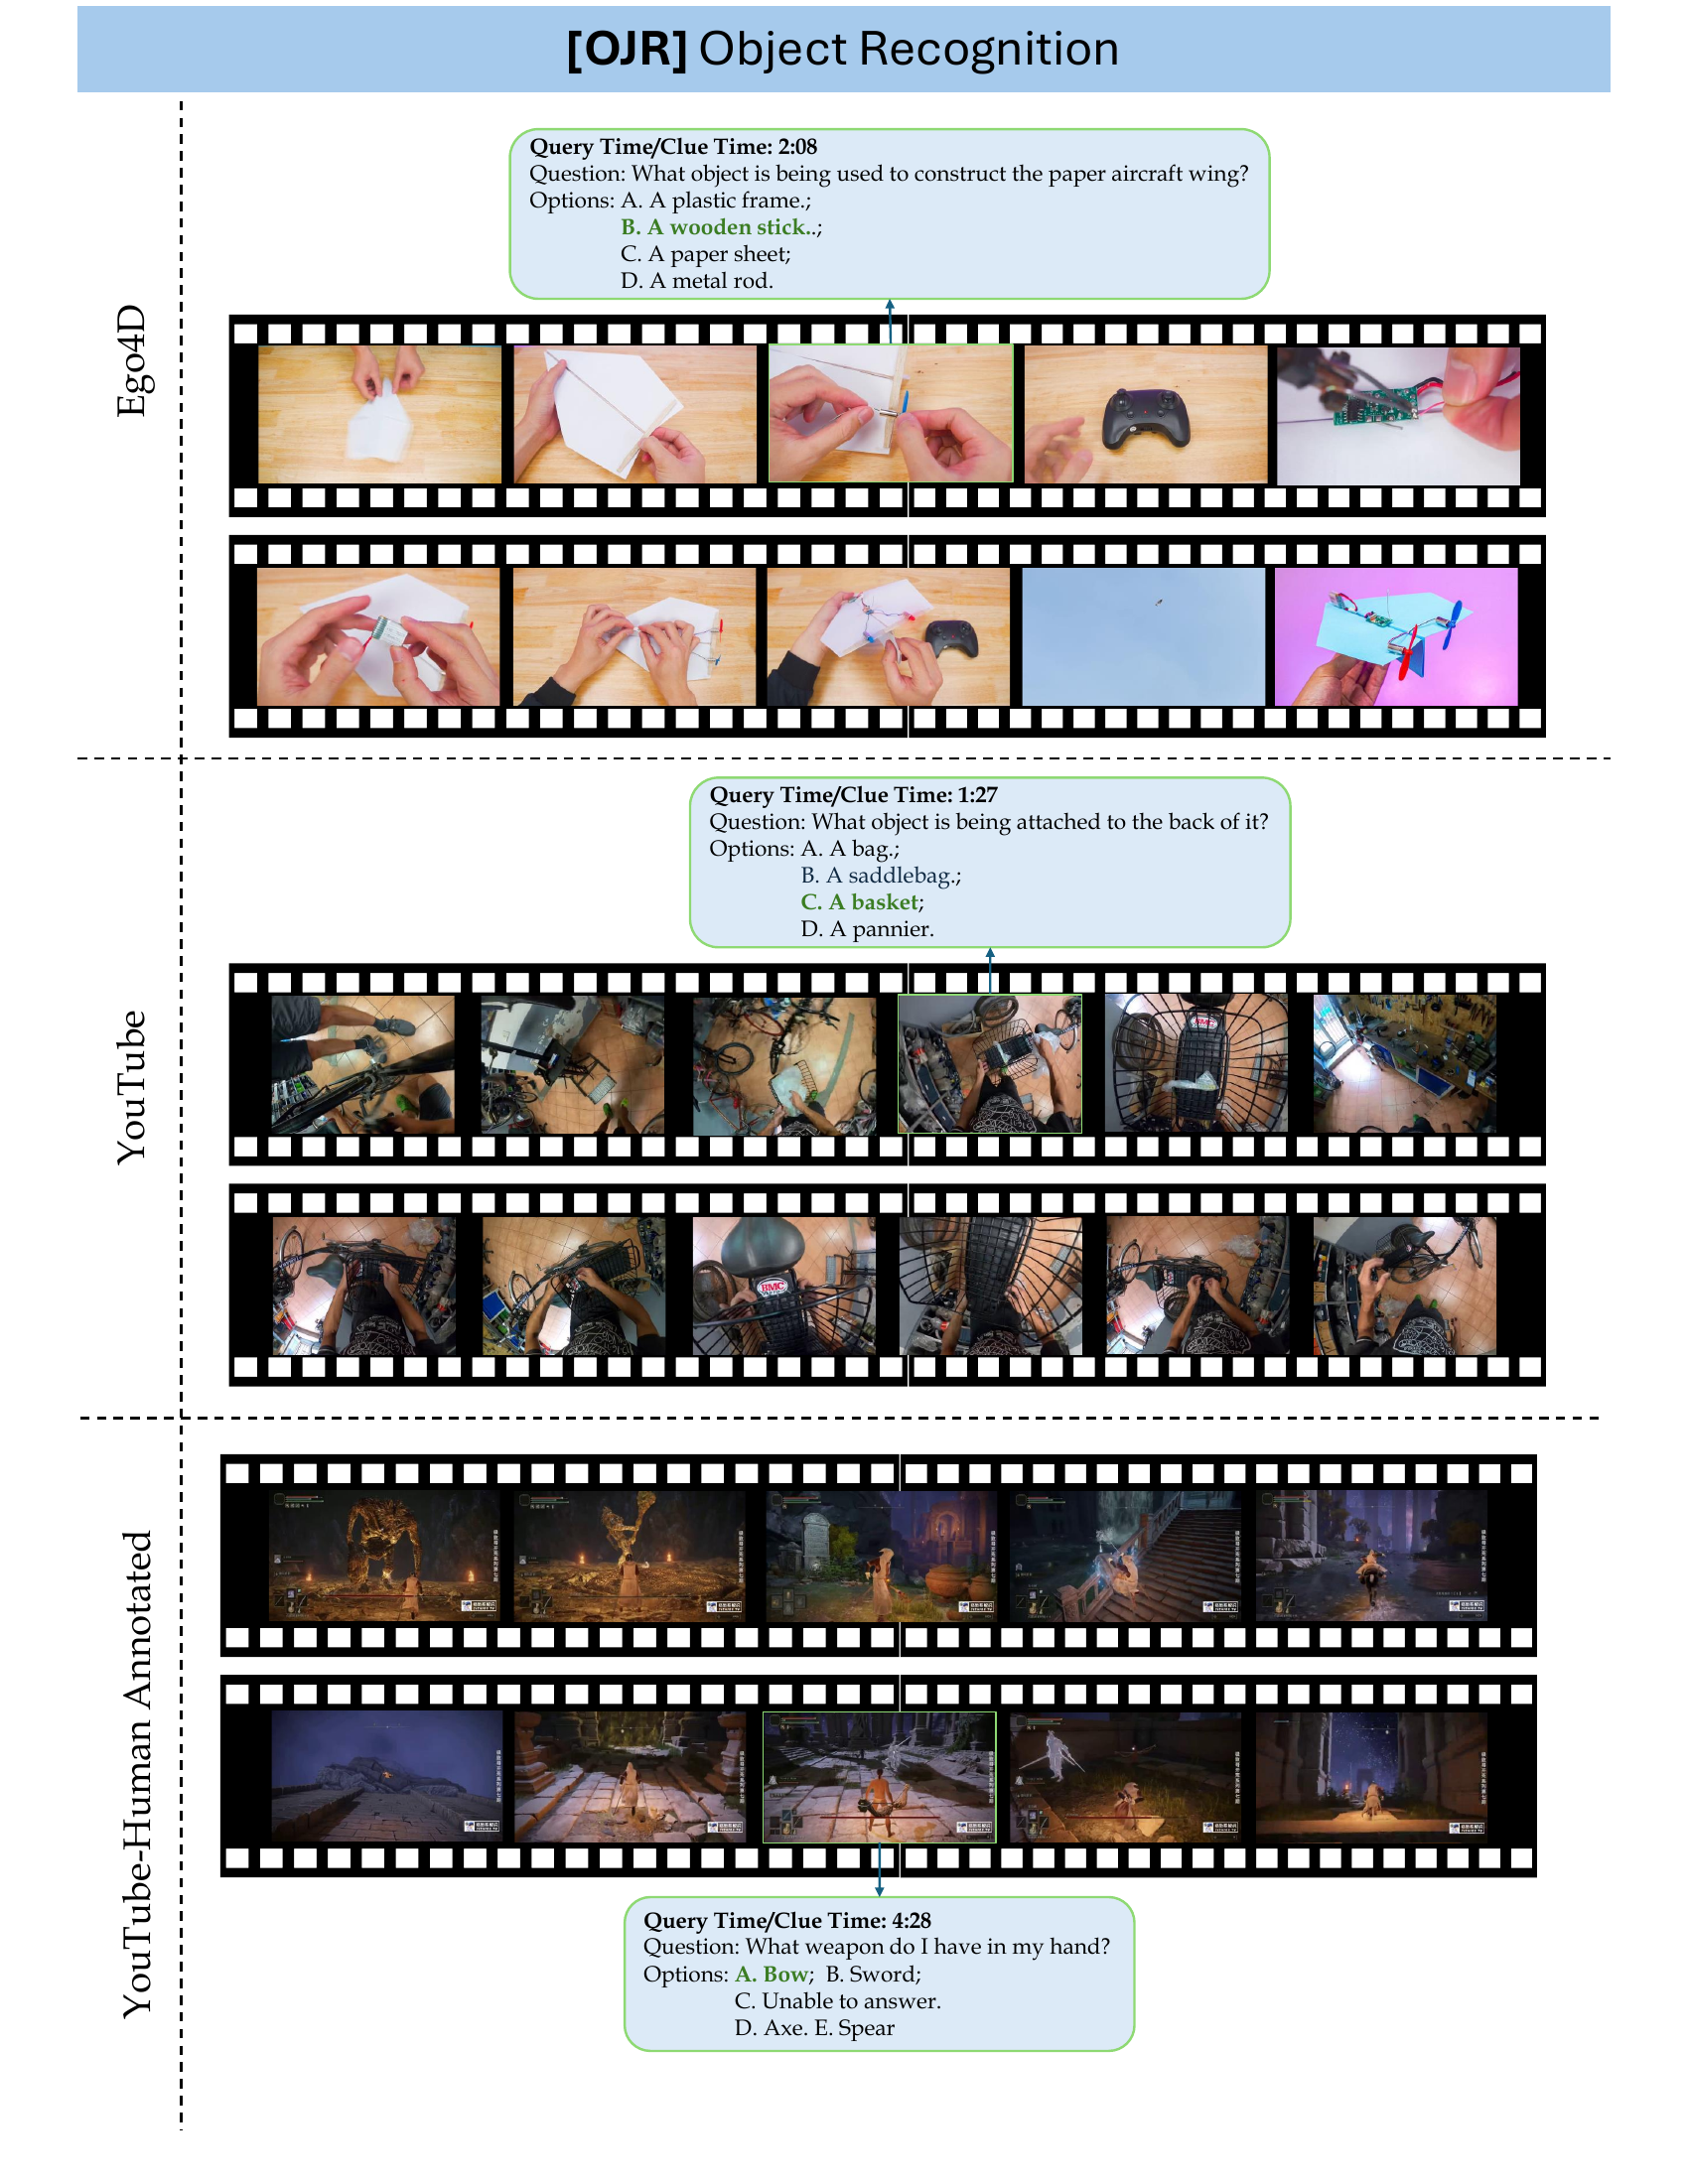 [OJR] Object Recognition
Ego4D
Query Time/Clue Time: 2:08
Question: What object is being used to construct the paper aircraft wing?
Options: A. A plastic frame.;
B. A wooden stick..;
C. A paper sheet;
D. A metal rod.
YouTube
Query Time/Clue Time: 1:27
Question: What object is being attached to the back of it?
Options: A. A bag.;
B. A saddlebag.;
C. A basket;
D. A pannier.
BMC
BMC
YouTube-Human Annotated
Query Time/Clue Time: 4:28
Question: What weapon do I have in my hand?
Options: A. Bow; B. Sword;
C. Unable to answer.
D. Axe. E. Spear